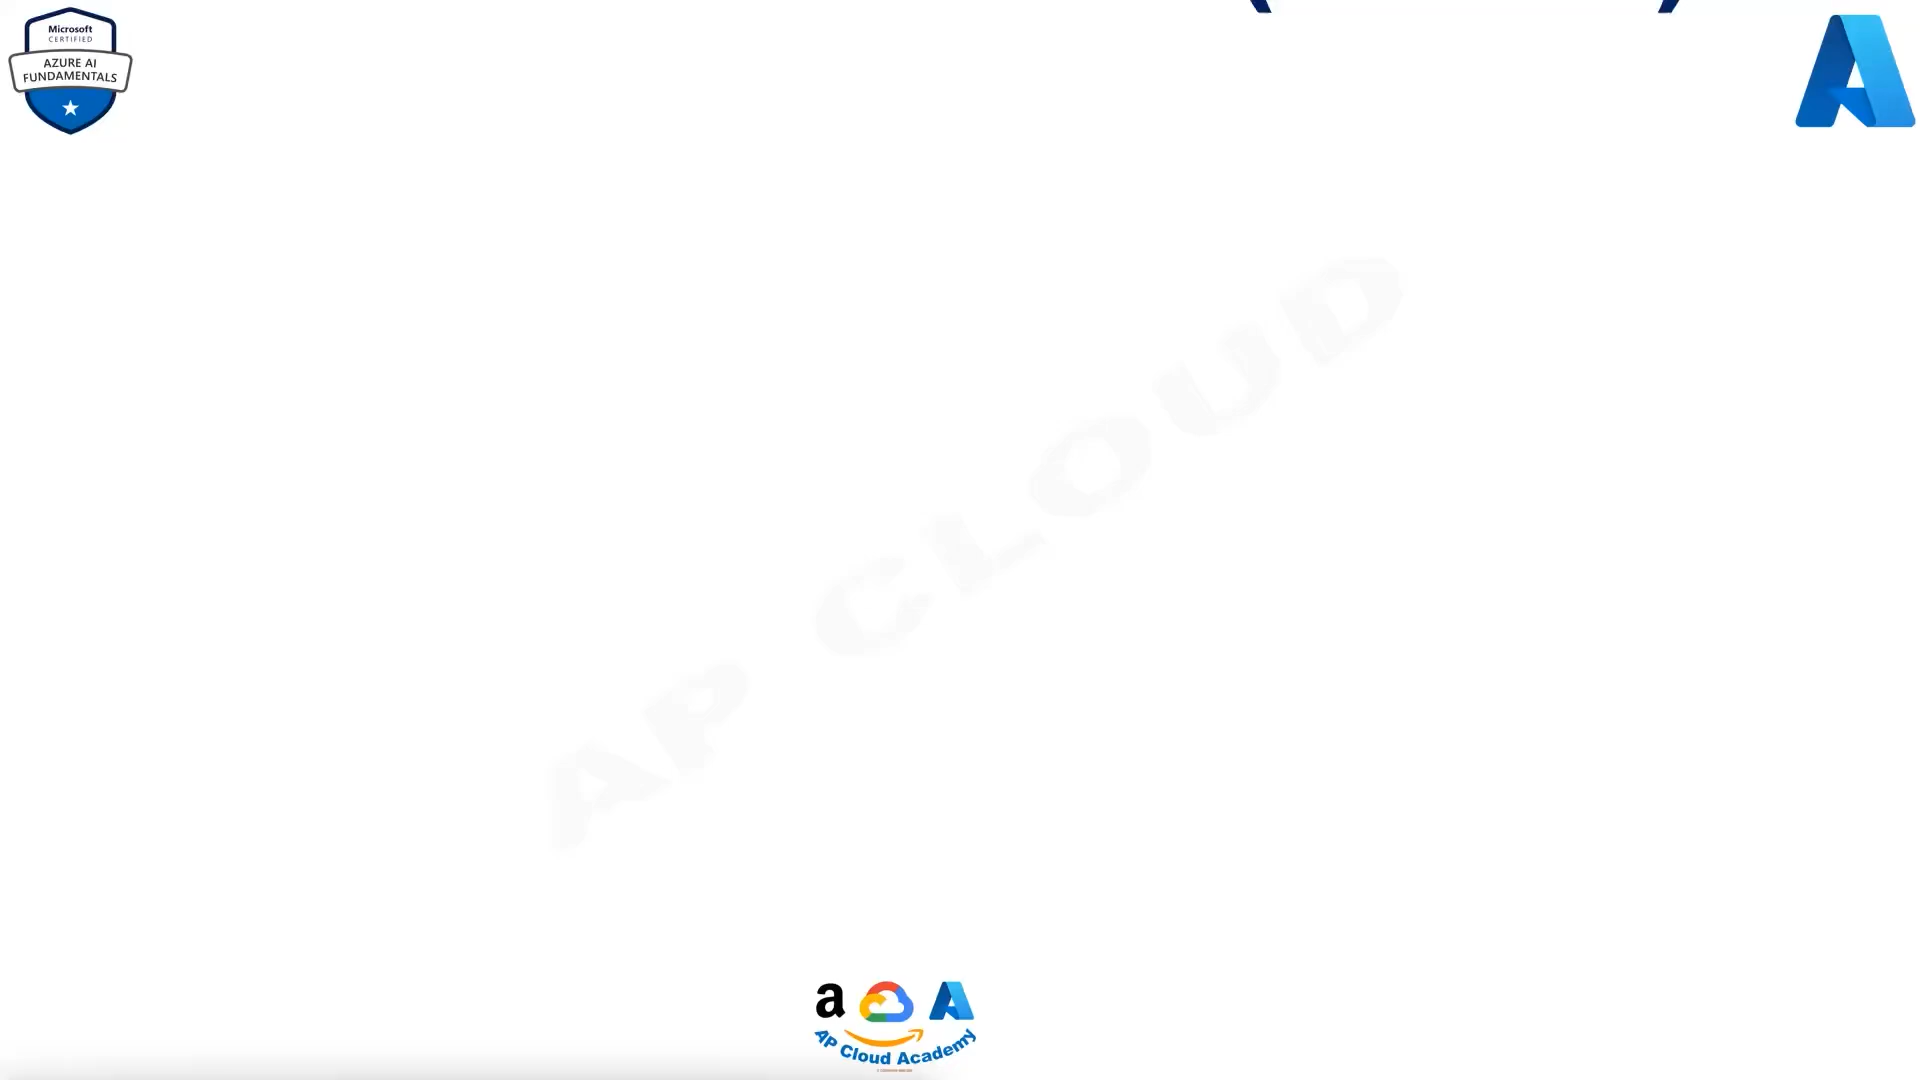 Microsoft
CERTIFIED
AZURE AI
FUNDAMENTALS
AP CLOUD
a
AP Cloud Academy